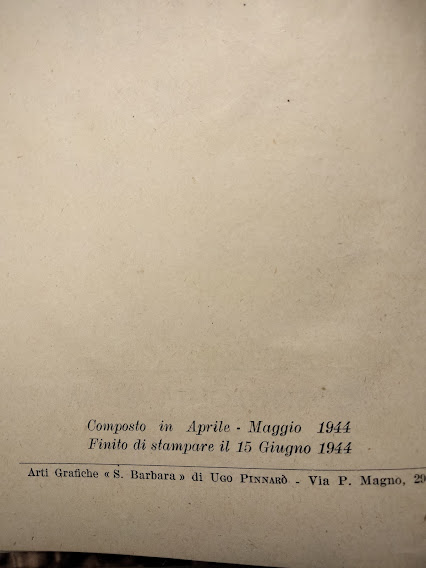 Composto in Aprile - Maggio 1944
Finito di stampare il 15 Giugno 1944
Arti Grafiche « S. Barbara » di UGO PINNARÒ - Via P. Magno, 29